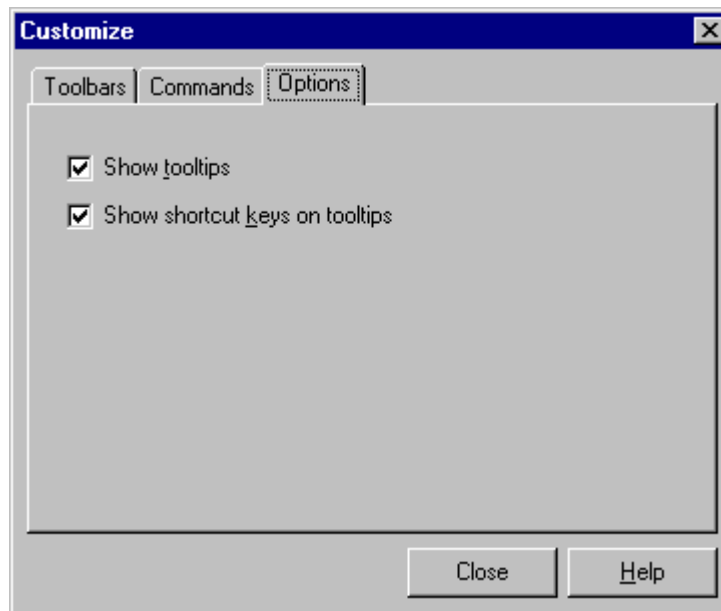 Customize
Toolbars Commands Options
Show tooltips
Show shortcut keys on tooltips
Close Help